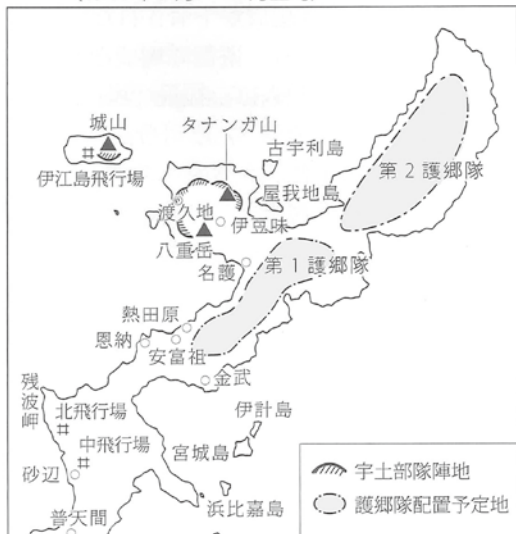 城山
タナンガ山
古宇利島
第2護郷隊
伊江島飛行場
屋我地島
渡久地
伊豆味
八重岳
名護
第1護郷隊
熱田原
恩納
安富祖
金武
残波岬
北飛行場
伊計島
中飛行場
宮城島
砂辺
宇土部隊陣地
浜比嘉島
護郷隊配置予定地
普天間